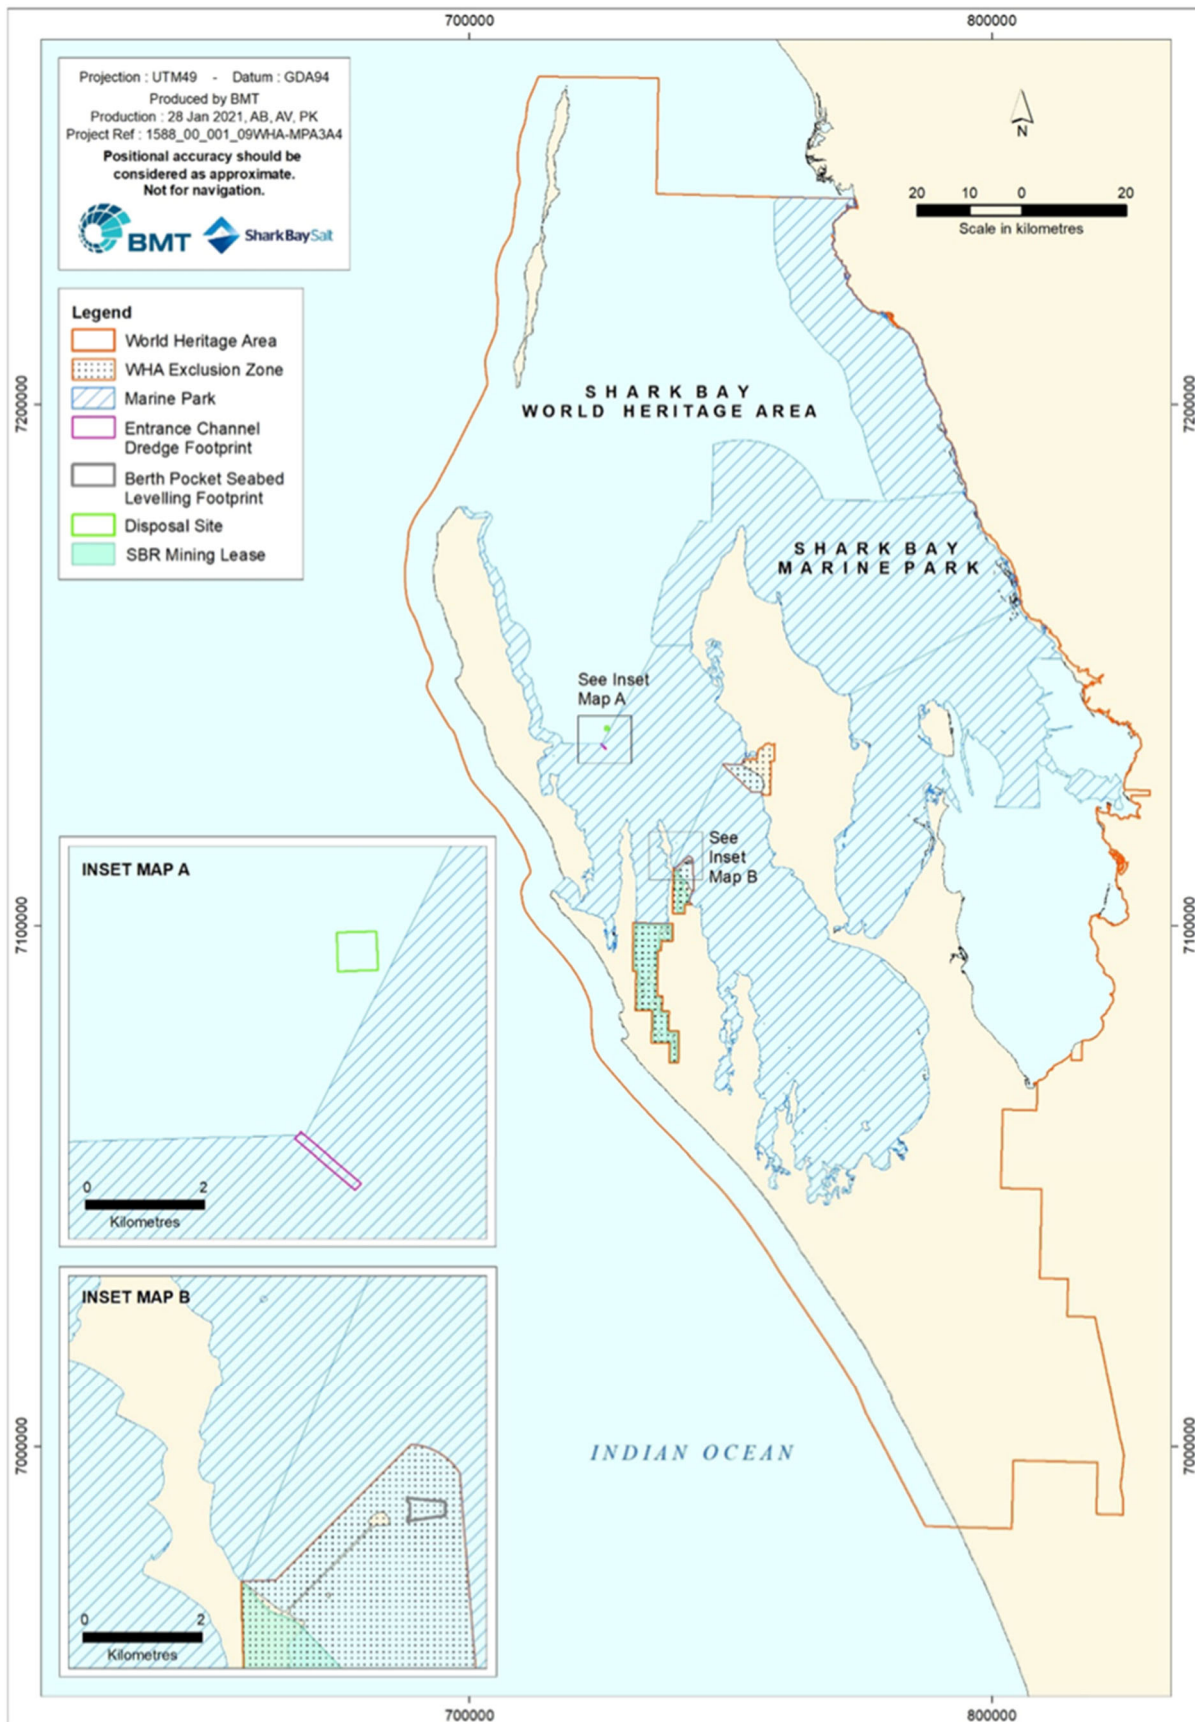 700000
800000
Projection : UTM49 - Datum : GDA94
Produced by BMT
Production : 28 Jan 2021, AB, AV, PK
Project Ref : 1588_00_001_09WHA-MPA3A4
Positional accuracy should be
considered as approximate.
Not for navigation.
BMT
SharkBaySalt
N
20 10 0 20
Scale in kilometres
Legend
World Heritage Area
WHA Exclusion Zone
Marine Park
Entrance Channel
Dredge Footprint
Berth Pocket Seabed
Levelling Footprint
Disposal Site
SBR Mining Lease
7200000
7200000
SHARK BAY
WORLD HERITAGE AREA
SHARK BAY
MARINE PARK
See Inset
Map A
See
Inset
Map B
INSET MAP A
0 2
Kilometres
7100000
7100000
INSET MAP B
0 2
Kilometres
7000000
7000000
INDIAN OCEAN
700000
800000